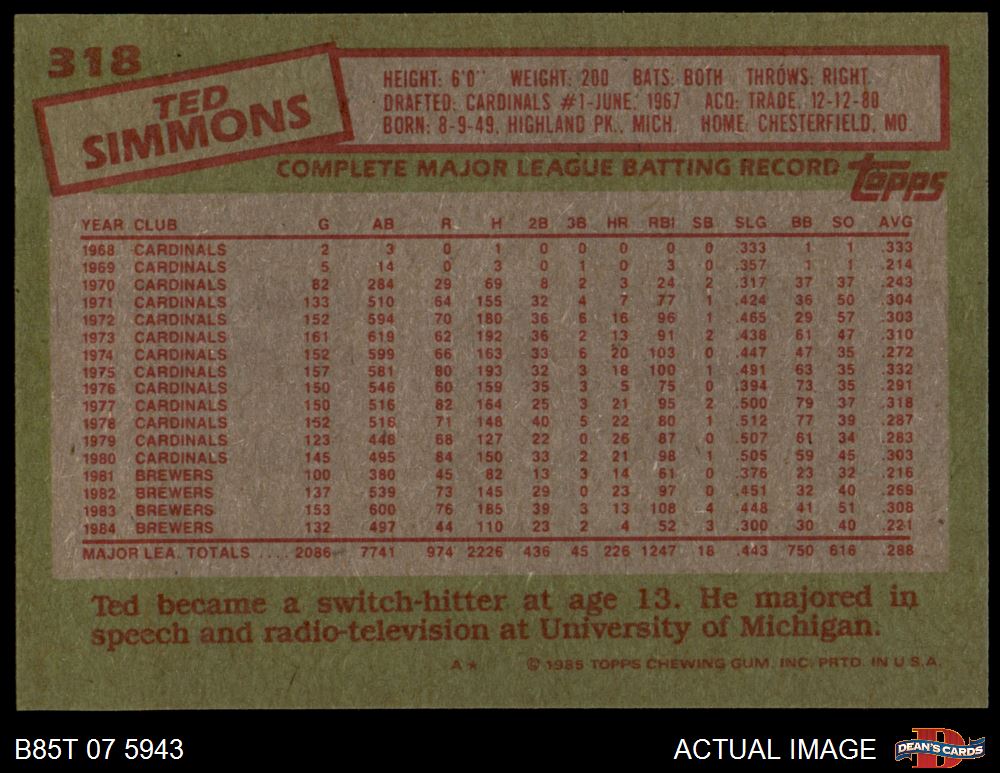 318
TED
SIMMONS
HEIGHT: 6'0" WEIGHT: 200 BATS: BOTH THROWS: RIGHT
DRAFTED: CARDINALS #1-JUNE, 1967 ACQ: TRADE, 12-12-80
BORN: 8-9-49, HIGHLAND PK., MICH. HOME: CHESTERFIELD, MO.
COMPLETE MAJOR LEAGUE BATTING RECORD
Topps
YEAR CLUB G AB R H 2B 3B HR RBI SB SLG BB SO AVG
1968 CARDINALS 2 3 0 1 0 0 0 0 0 .333 1 1 .333
1969 CARDINALS 5 14 0 3 0 1 0 3 0 .357 1 1 .214
1970 CARDINALS 82 284 29 69 8 2 3 24 2 .317 37 37 .243
1971 CARDINALS 133 510 64 155 32 4 7 77 1 .424 36 50 .304
1972 CARDINALS 152 594 70 180 36 6 16 96 1 .465 29 57 .303
1973 CARDINALS 161 619 62 192 36 2 13 91 2 .438 61 47 .310
1974 CARDINALS 152 599 66 163 33 6 20 103 0 .447 47 35 .272
1975 CARDINALS 157 581 80 193 32 3 18 100 1 .491 63 35 .332
1976 CARDINALS 150 546 60 159 35 3 5 75 0 .394 73 35 .291
1977 CARDINALS 150 516 82 164 25 3 21 95 2 .500 79 37 .318
1978 CARDINALS 152 516 71 148 40 5 22 80 1 .512 77 39 .287
1979 CARDINALS 123 448 68 127 22 0 26 87 0 .507 61 34 .283
1980 CARDINALS 145 495 84 150 33 2 21 98 1 .505 59 45 .303
1981 BREWERS 100 380 45 82 13 3 14 61 0 .376 23 32 .216
1982 BREWERS 137 539 73 145 29 0 23 97 0 .451 32 40 .269
1983 BREWERS 153 600 76 185 39 3 13 108 4 .448 41 51 .308
1984 BREWERS 132 497 44 110 23 2 4 52 3 .300 30 40 .221
MAJOR LEA. TOTALS .... 2086 7741 974 2226 436 45 226 1247 18 .443 750 616 .288
Ted became a switch-hitter at age 13. He majored in
speech and radio-television at University of Michigan.
A* © 1985 TOPPS CHEWING GUM, INC. PRTD. IN U.S.A.
B85T 07 5943 ACTUAL IMAGE DEAN'S CARDS